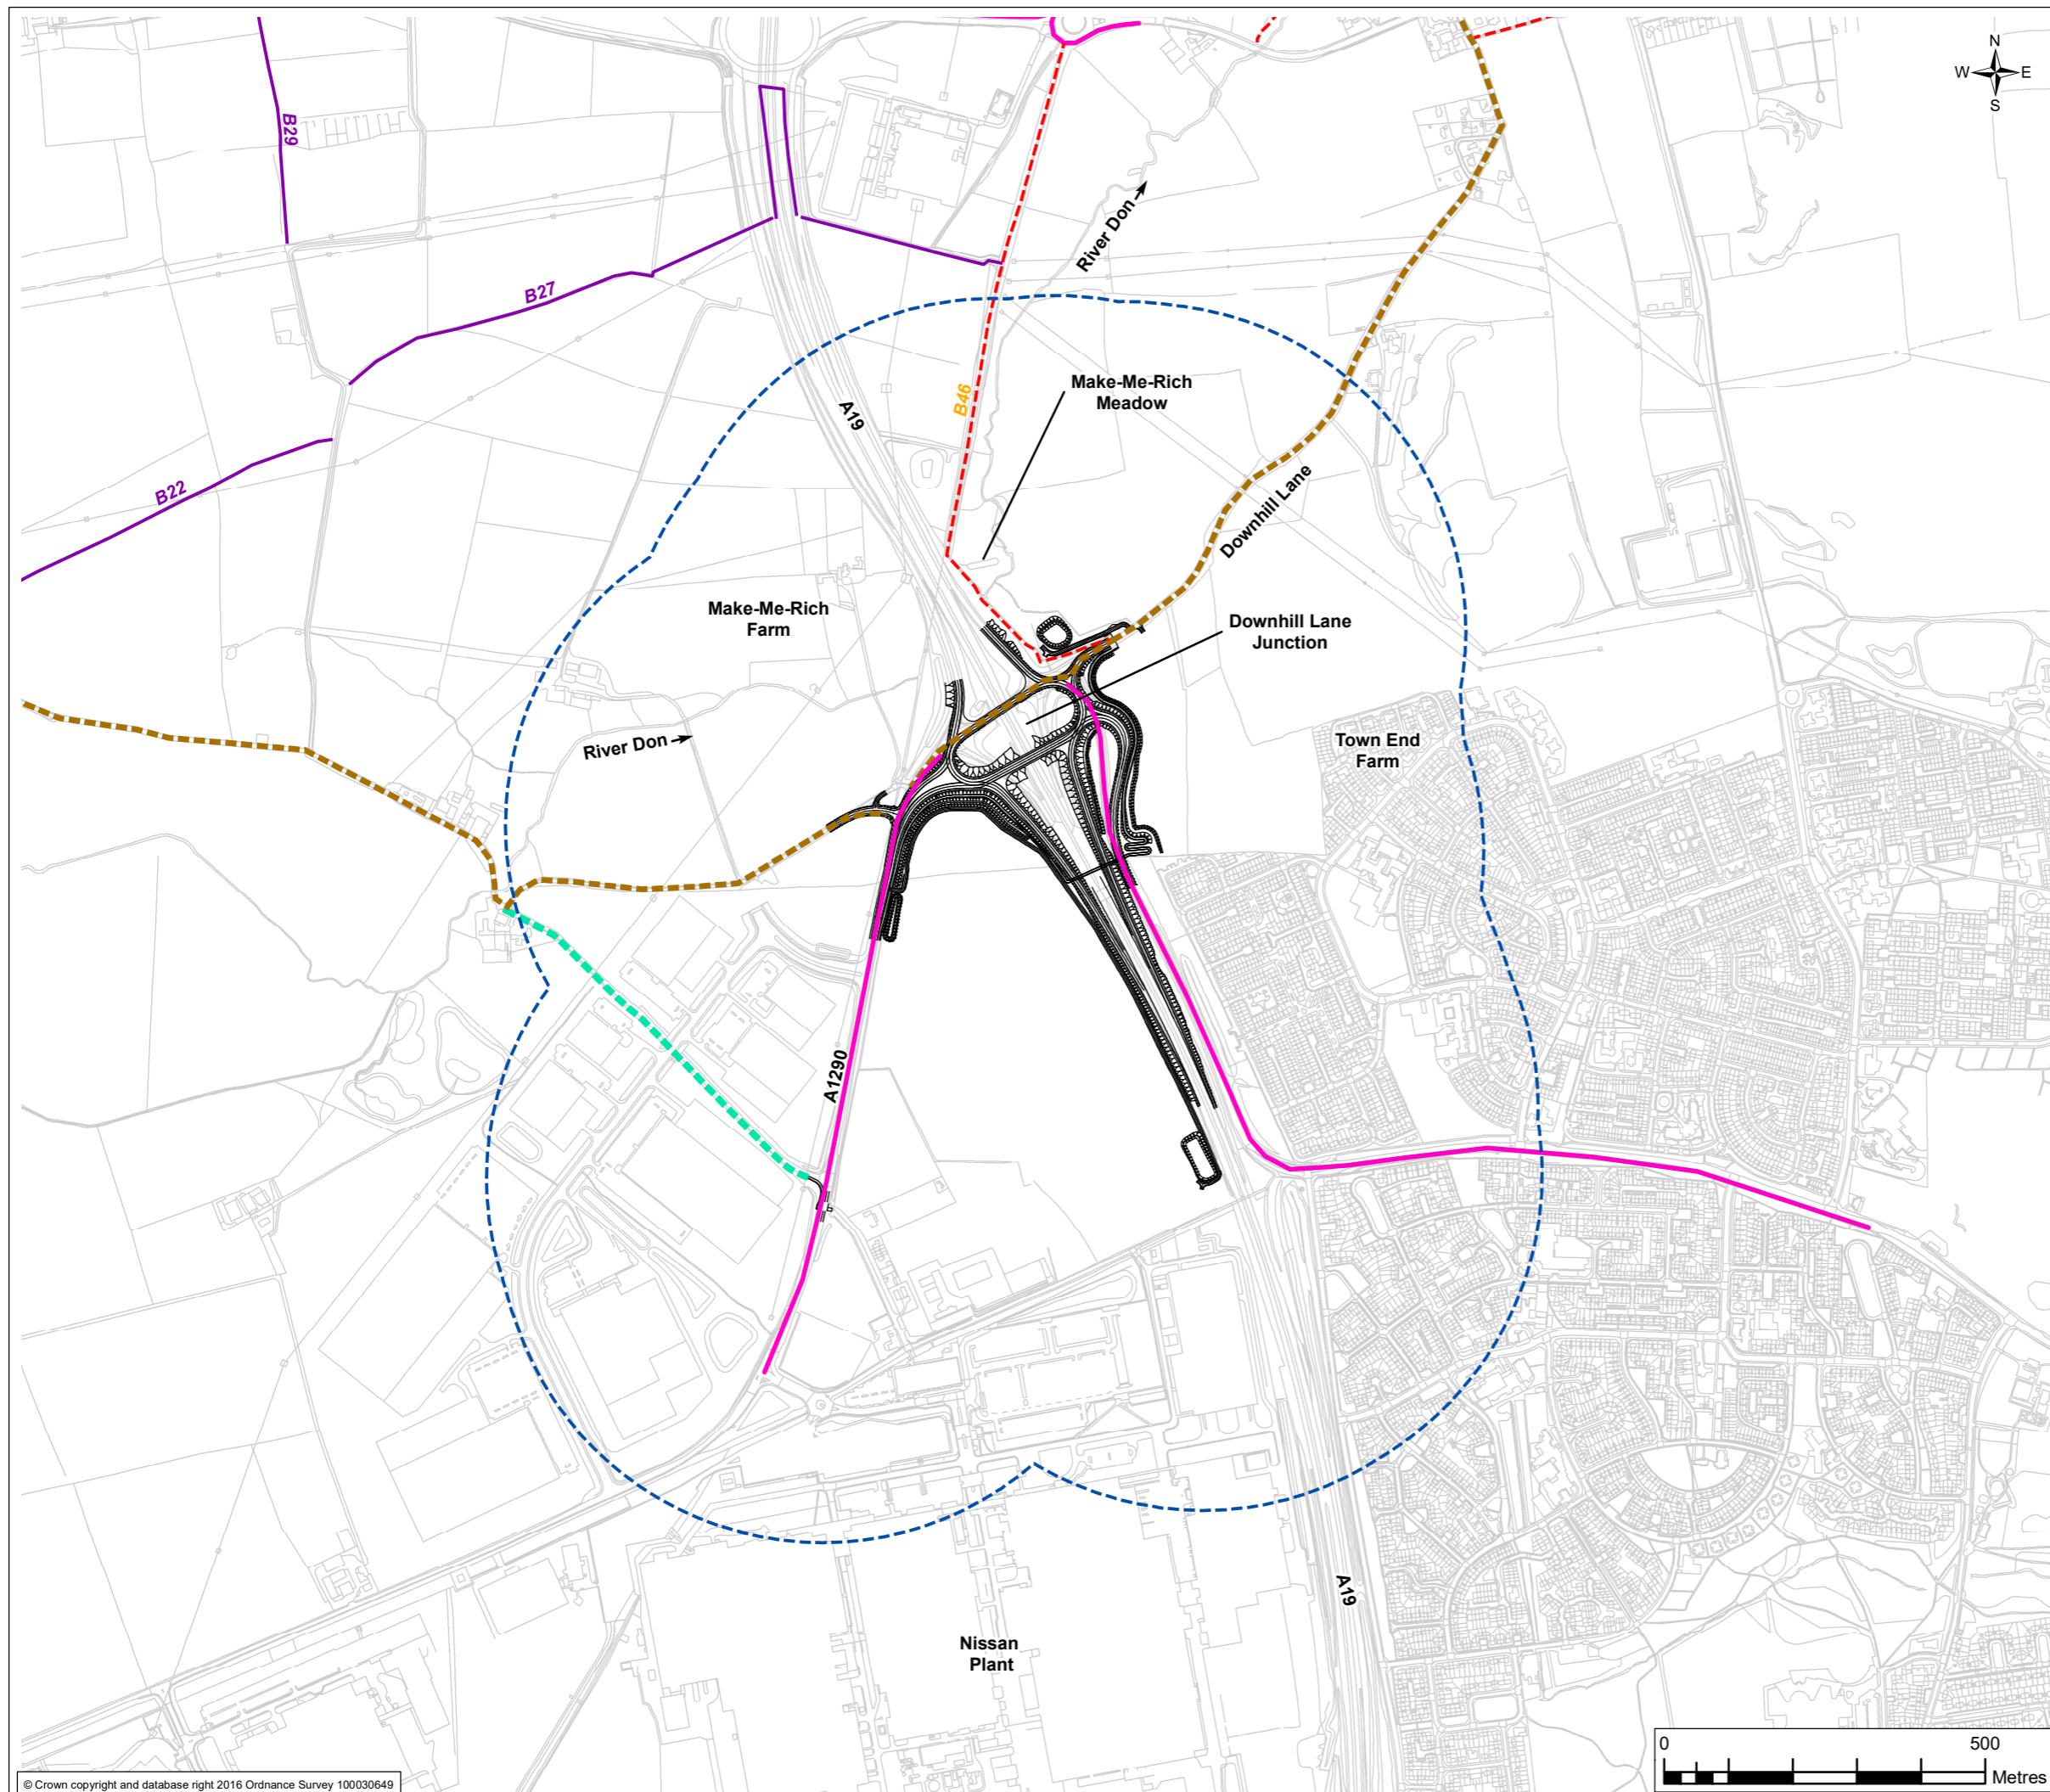 N
W E
S
B29
River Don
B27
Make-Me-Rich
Meadow
A19
B46
B22
Downhill Lane
Make-Me-Rich
Farm
Downhill Lane
Junction
River Don
Town End
Farm
A1290
A19
Nissan
Plant
0 500
Metres
© Crown copyright and database right 2016 Ordnance Survey 100030649